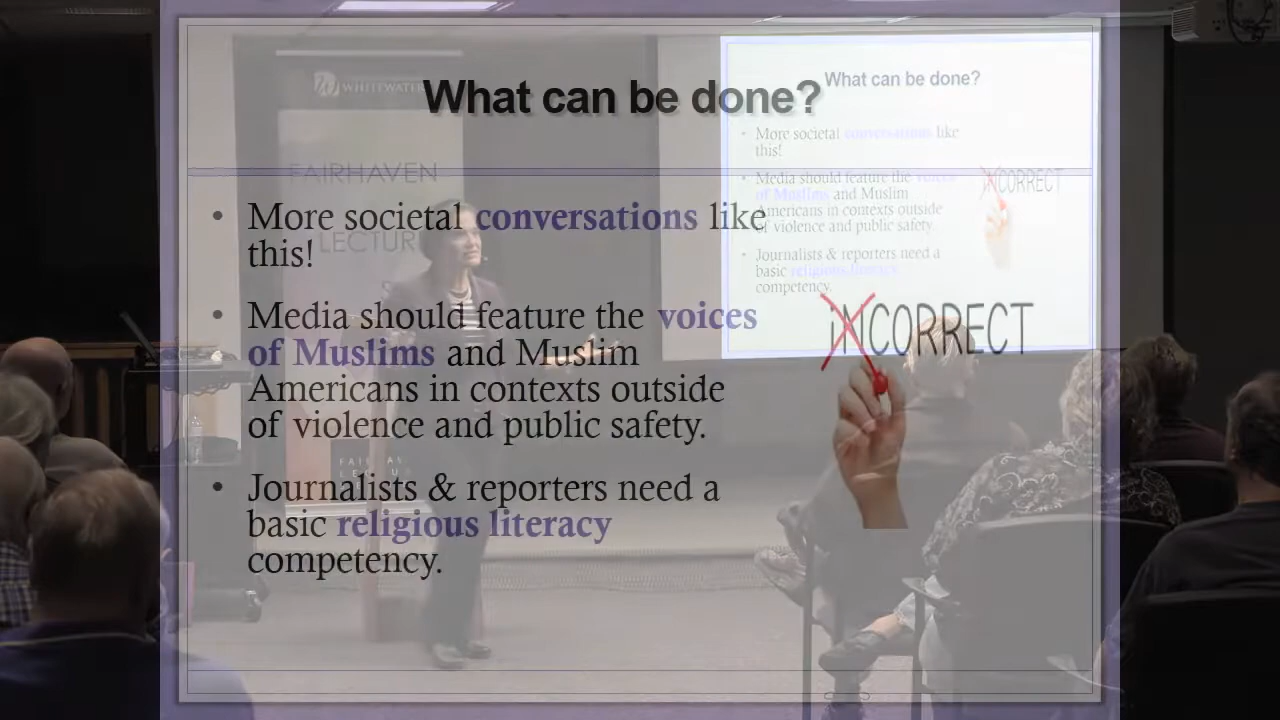 What can be done?
• More societal conversations like
this!
• Media should feature the voices
of Muslims and Muslim
Americans in contexts outside
of violence and public safety.
• Journalists & reporters need a
basic religious literacy
competency.
iNCORRECT
WHITEWATER
FAIRHAVEN
LECTURE
What can be done?
• More societal conversations like
this!
• Media should feature the voices
of Muslims and Muslim
Americans in contexts outside
of violence and public safety.
• Journalists & reporters need a
basic religious literacy
competency.
iNCORRECT